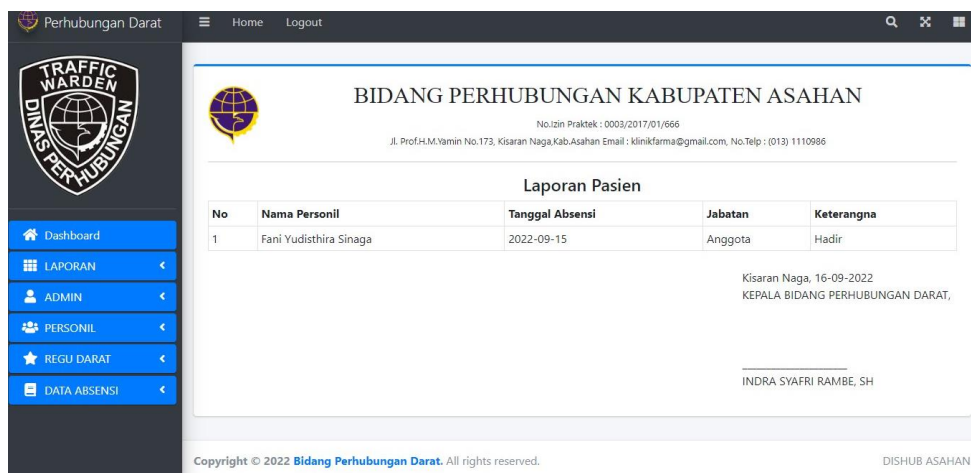 Perhubungan Darat
Home Logout
TRAFFIC
WARDEN
DINAS PERHUBUNGAN
Dashboard
LAPORAN
ADMIN
PERSONIL
REGU DARAT
DATA ABSENSI
BIDANG PERHUBUNGAN KABUPATEN ASAHAN
No.Izin Praktek : 0003/2017/01/666
Jl. Prof.H.M.Yamin No.173, Kisaran Naga,Kab.Asahan Email : klinikfarma@gmail.com, No.Telp : (013) 1110986
Laporan Pasien
No Nama Personil Tanggal Absensi Jabatan Keterangna
1 Fani Yudisthira Sinaga 2022-09-15 Anggota Hadir
Kisaran Naga, 16-09-2022
KEPALA BIDANG PERHUBUNGAN DARAT,
INDRA SYAFRI RAMBE, SH
Copyright © 2022 Bidang Perhubungan Darat. All rights reserved. DISHUB ASAHAN